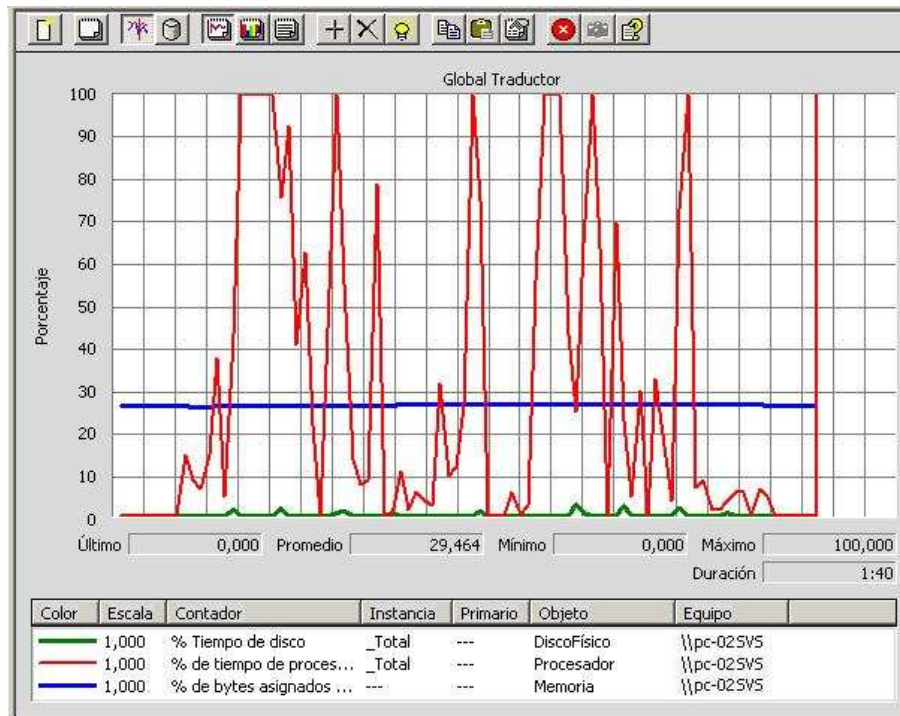 Global Traductor
100
90
80
70
60
50
40
30
20
10
0
Porcentaje
Último 0,000 Promedio 29,464 Mínimo 0,000 Máximo 100,000
Duración 1:40
Color Escala Contador Instancia Primario Objeto Equipo
1,000 % Tiempo de disco _Total --- DiscoFísico \\pc-02SVS
1,000 % de tiempo de proces... _Total --- Procesador \\pc-02SVS
1,000 % de bytes asignados ... --- --- Memoria \\pc-02SVS